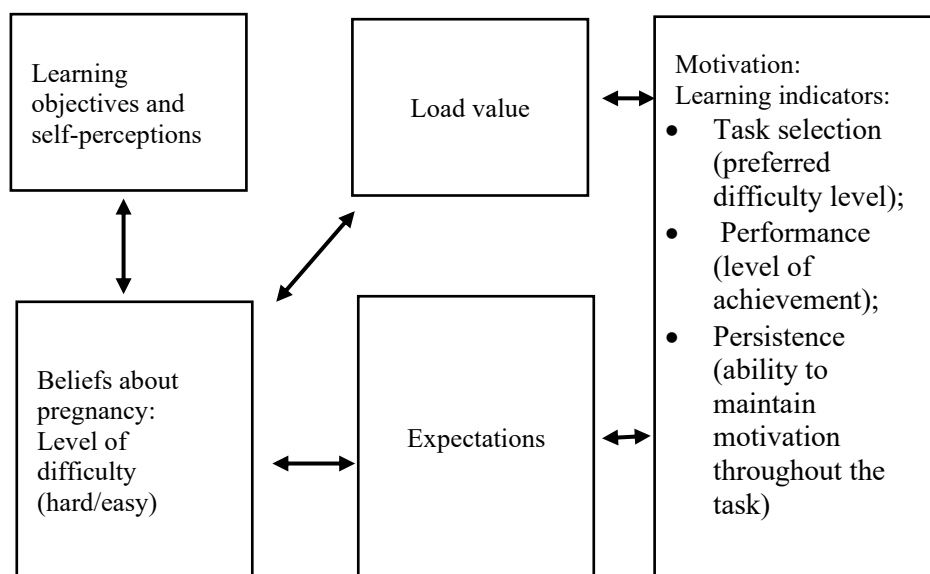 Learning
objectives and
self-perceptions
Load value
Motivation:
Learning indicators:
• Task selection
(preferred
difficulty level);
• Performance
(level of
achievement);
• Persistence
(ability to
maintain
motivation
throughout the
task)
Beliefs about
pregnancy:
Level of
difficulty
(hard/easy)
Expectations